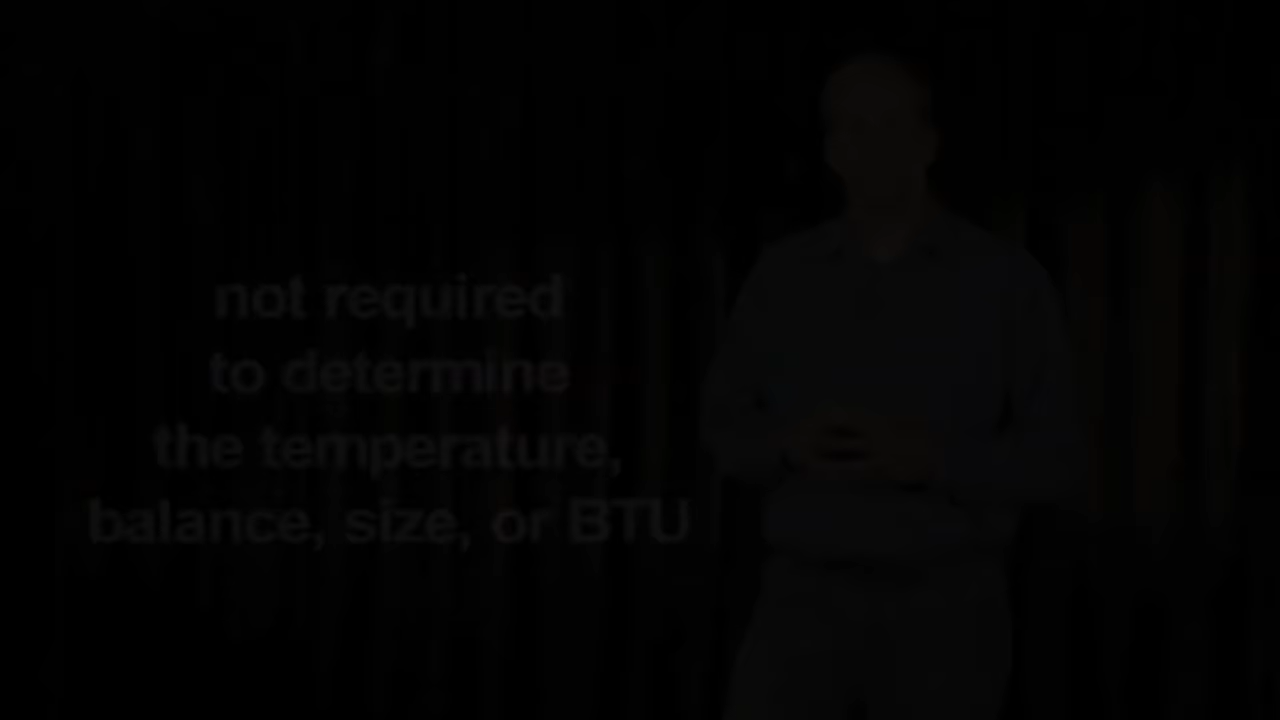 not required
to determine
the temperature,
balance, size, or BTU